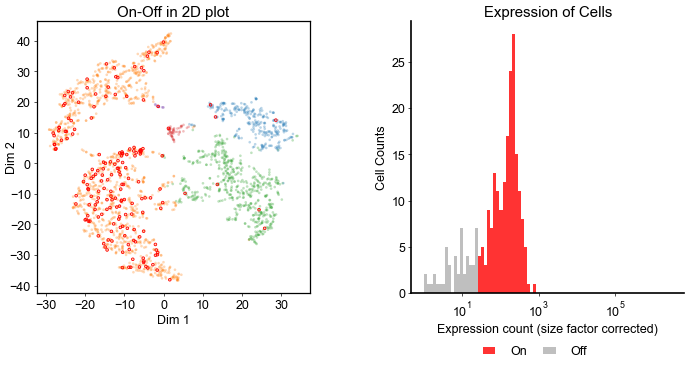 On-Off in 2D plot
40
30
20
10
0
−10
−20
−30
−40
Dim 2
−30 −20 −10 0 10 20 30
Dim 1
Expression of Cells
25
20
15
10
5
0
Cell Counts
10^1 10^3 10^5
Expression count (size factor corrected)
On Off